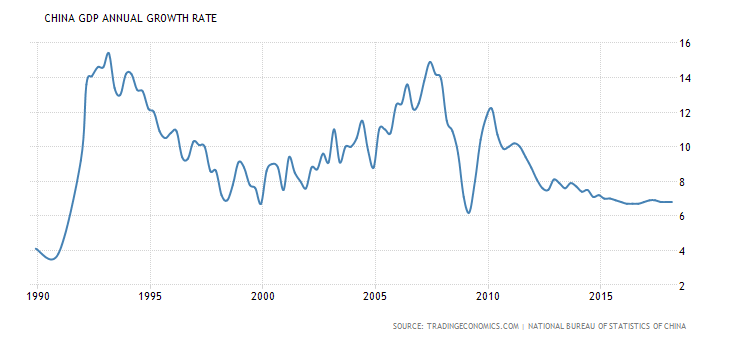 CHINA GDP ANNUAL GROWTH RATE
16
14
12
10
8
6
4
2
1990 1995 2000 2005 2010 2015
SOURCE: TRADINGECONOMICS.COM | NATIONAL BUREAU OF STATISTICS OF CHINA